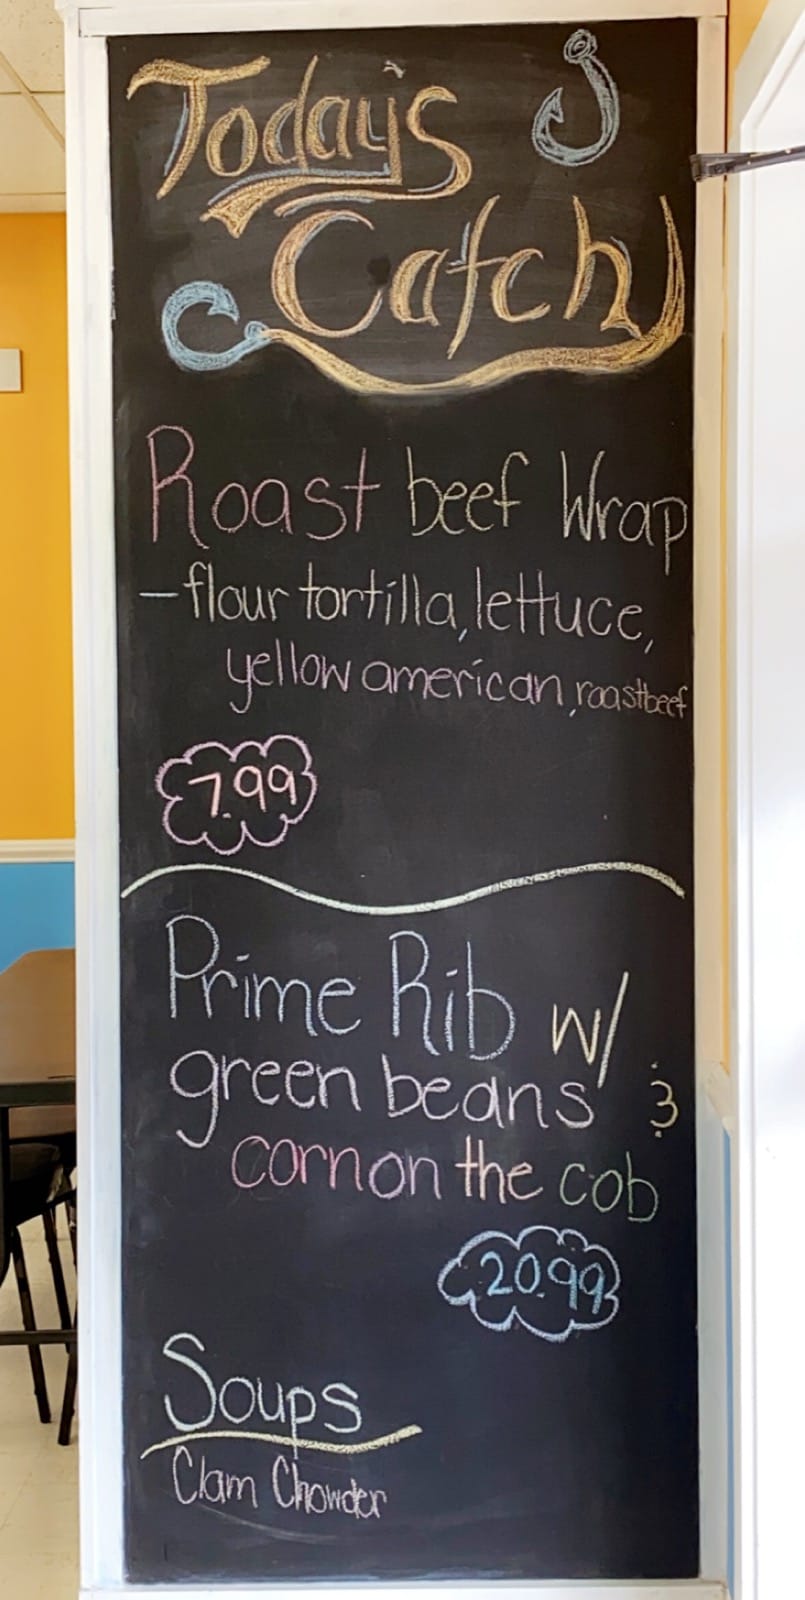 Today's
Catch
Roast beef Wrap
- flour tortilla, lettuce,
yellow american, roastbeef
7.99
Prime Rib w/
green beans &
corn on the cob
20.99
Soups
Clam Chowder